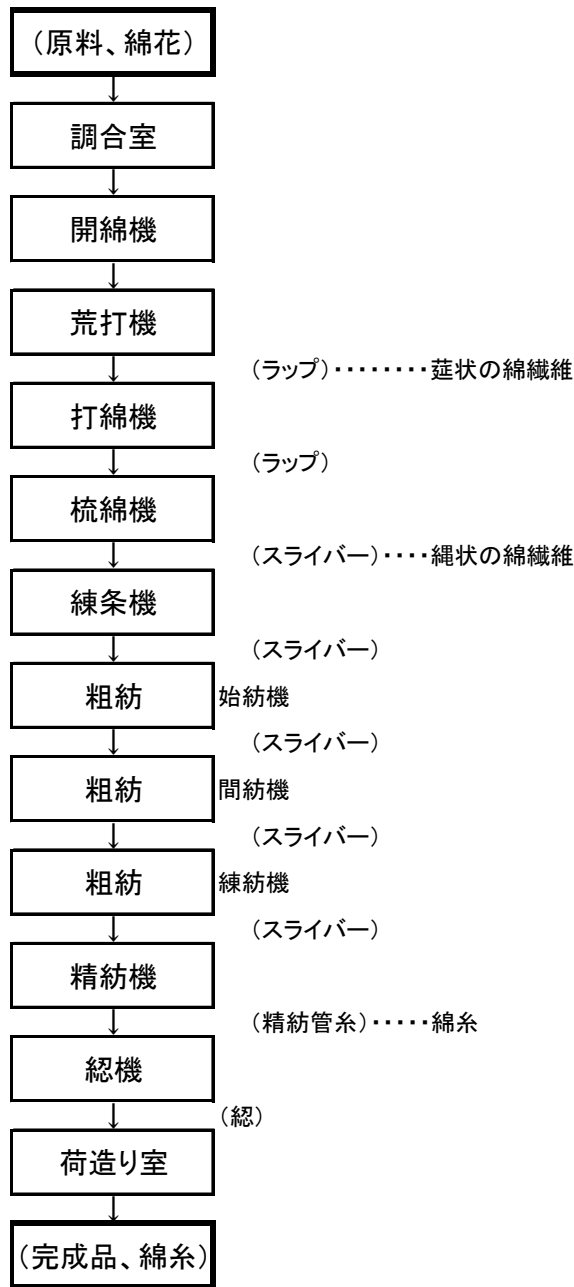 (原料、綿花)
↓
調合室
↓
開綿機
↓
荒打機
↓
(ラップ)・・・・・・・・莚状の綿繊維
打綿機
↓
(ラップ)
梳綿機
↓
(スライバー)・・・・縄状の綿繊維
練条機
↓
(スライバー)
粗紡 始紡機
↓
(スライバー)
粗紡 間紡機
↓
(スライバー)
粗紡 練紡機
↓
(スライバー)
精紡機
↓
(精紡管糸)・・・・・綿糸
綛機
↓
(綛)
荷造り室
↓
(完成品、綿糸)